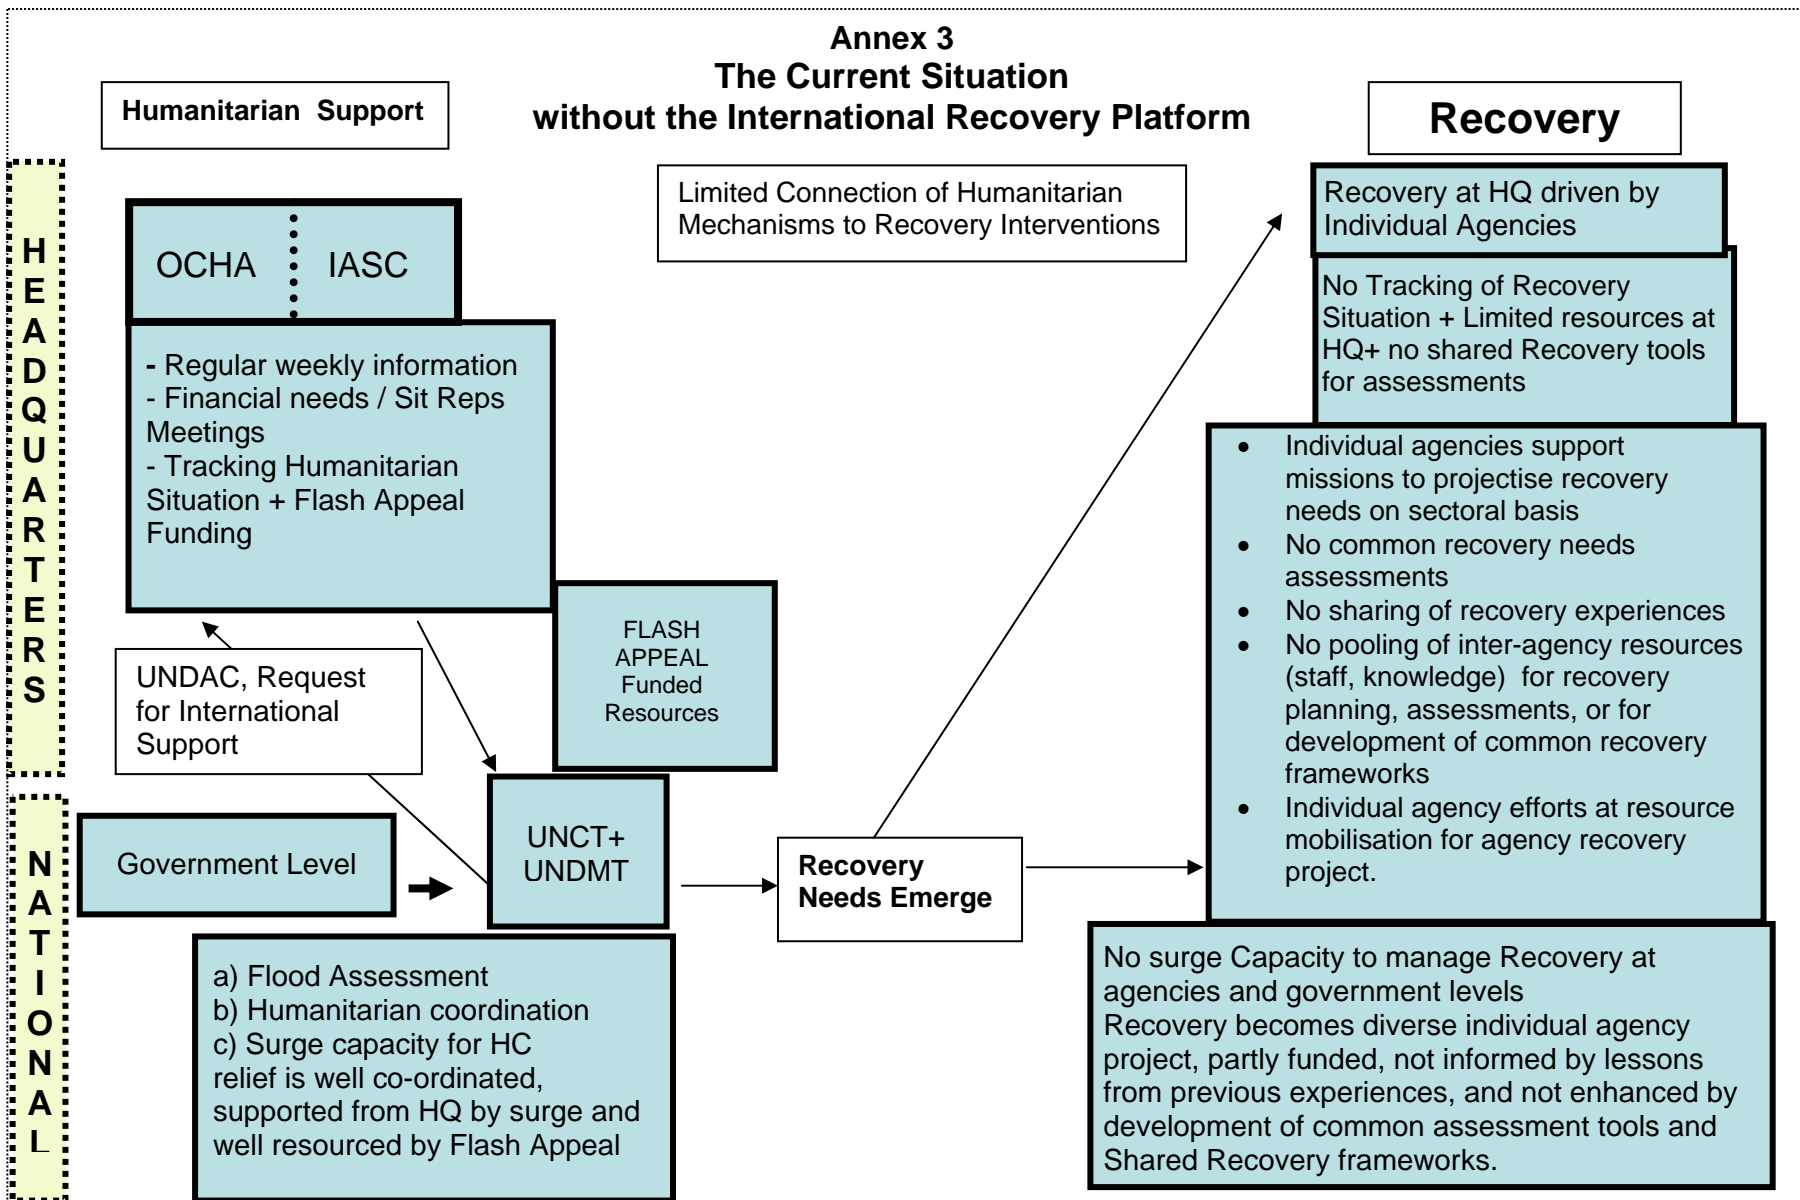 Annex 3
The Current Situation
without the International Recovery Platform
Humanitarian Support
Recovery
HEADQUARTERS
NATIONAL
Limited Connection of Humanitarian
Mechanisms to Recovery Interventions
OCHA
IASC
- Regular weekly information
- Financial needs / Sit Reps
Meetings
- Tracking Humanitarian
Situation + Flash Appeal
Funding
FLASH
APPEAL
Funded
Resources
UNDAC, Request
for International
Support
Government Level
UNCT+
UNDMT
a) Flood Assessment
b) Humanitarian coordination
c) Surge capacity for HC
relief is well co-ordinated,
supported from HQ by surge and
well resourced by Flash Appeal
Recovery
Needs Emerge
Recovery at HQ driven by
Individual Agencies
No Tracking of Recovery
Situation + Limited resources at
HQ+ no shared Recovery tools
for assessments
• Individual agencies support
missions to projectise recovery
needs on sectoral basis
• No common recovery needs
assessments
• No sharing of recovery experiences
• No pooling of inter-agency resources
(staff, knowledge) for recovery
planning, assessments, or for
development of common recovery
frameworks
• Individual agency efforts at resource
mobilisation for agency recovery
project.
No surge Capacity to manage Recovery at
agencies and government levels
Recovery becomes diverse individual agency
project, partly funded, not informed by lessons
from previous experiences, and not enhanced by
development of common assessment tools and
Shared Recovery frameworks.